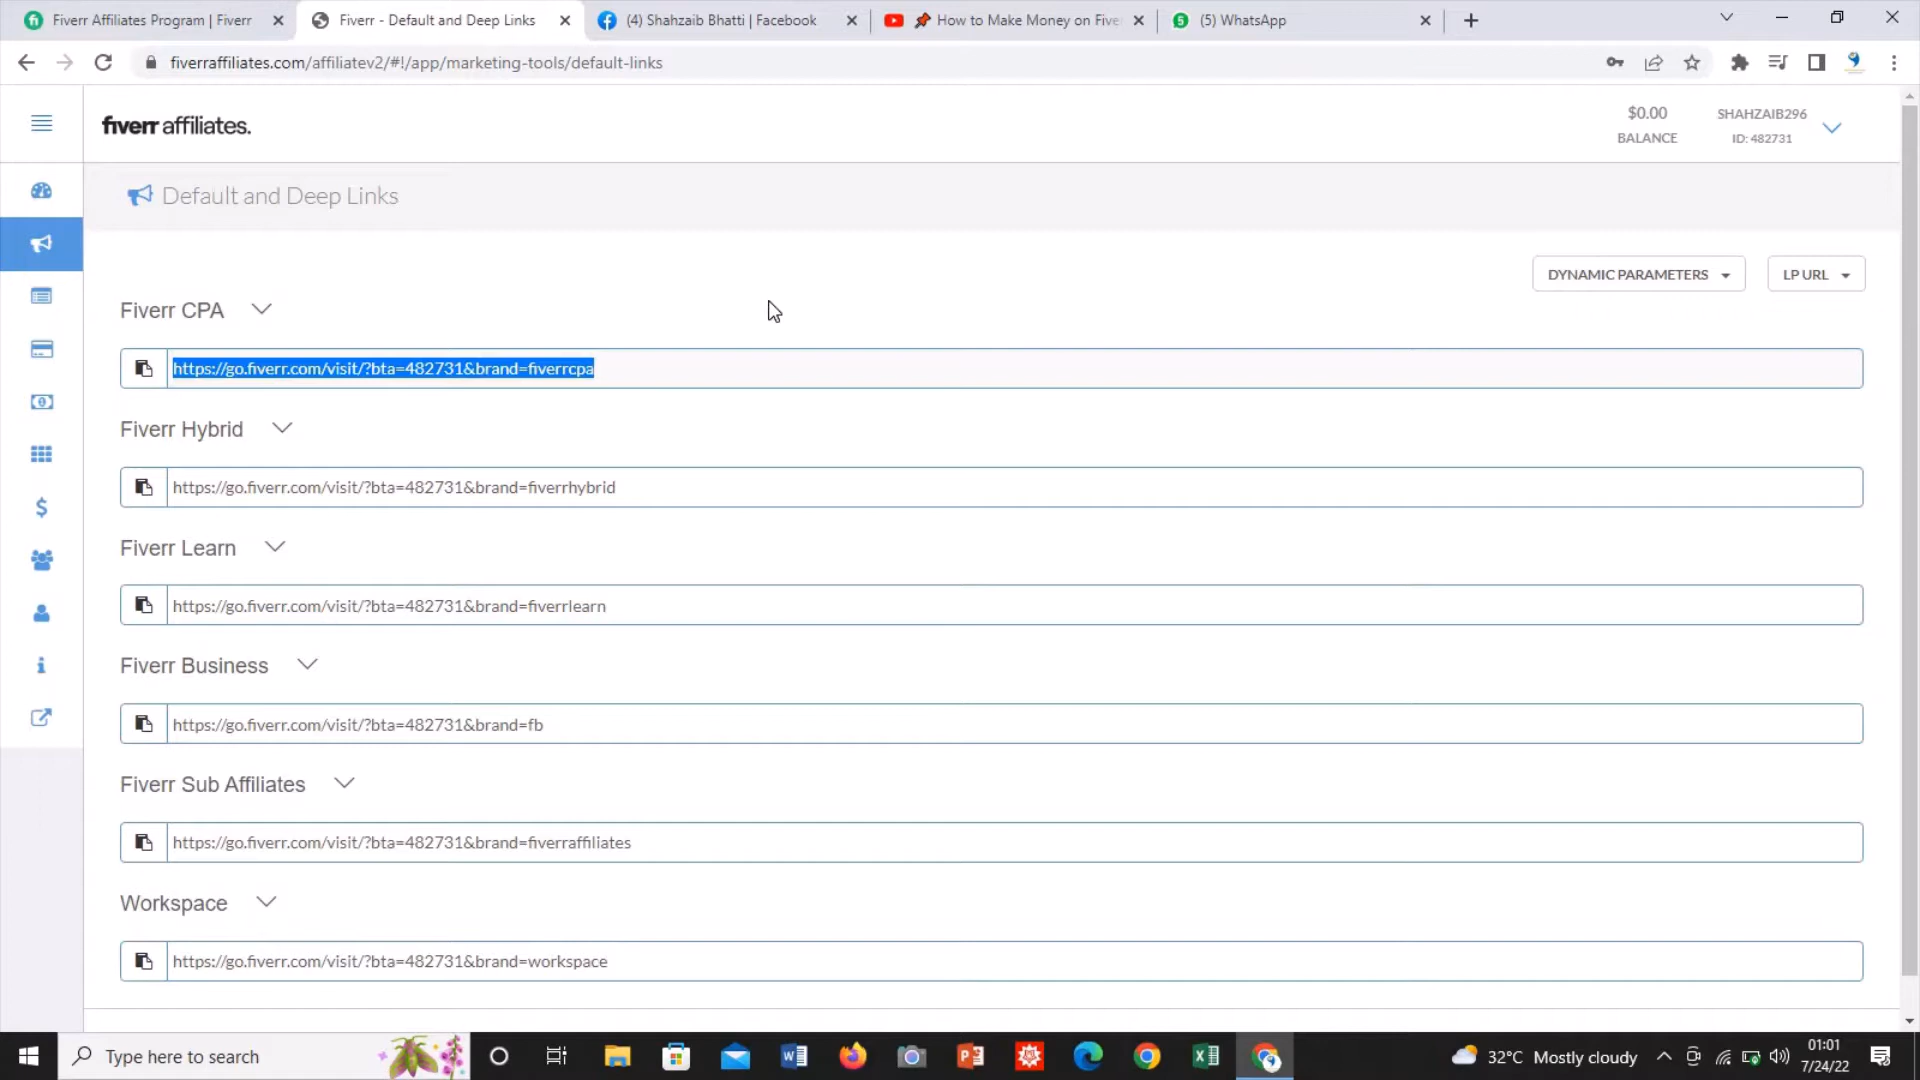 Fiverr Affiliates Program | Fiverr
Fiverr - Default and Deep Links
(4) Shahzaib Bhatti | Facebook
How to Make Money on Five
(5) WhatsApp
fiverraffiliates.com/affiliatev2/#!/app/marketing-tools/default-links
fiverr affiliates.
$0.00
BALANCE
SHAHZAIB296
ID: 482731
Default and Deep Links
DYNAMIC PARAMETERS
LP URL
Fiverr CPA
https://go.fiverr.com/visit/?bta=482731&brand=fiverrcpa
Fiverr Hybrid
https://go.fiverr.com/visit/?bta=482731&brand=fiverrhybrid
Fiverr Learn
https://go.fiverr.com/visit/?bta=482731&brand=fiverrlearn
Fiverr Business
https://go.fiverr.com/visit/?bta=482731&brand=fb
Fiverr Sub Affiliates
https://go.fiverr.com/visit/?bta=482731&brand=fiverraffiliates
Workspace
https://go.fiverr.com/visit/?bta=482731&brand=workspace
Type here to search
32°C Mostly cloudy
01:01
7/24/22